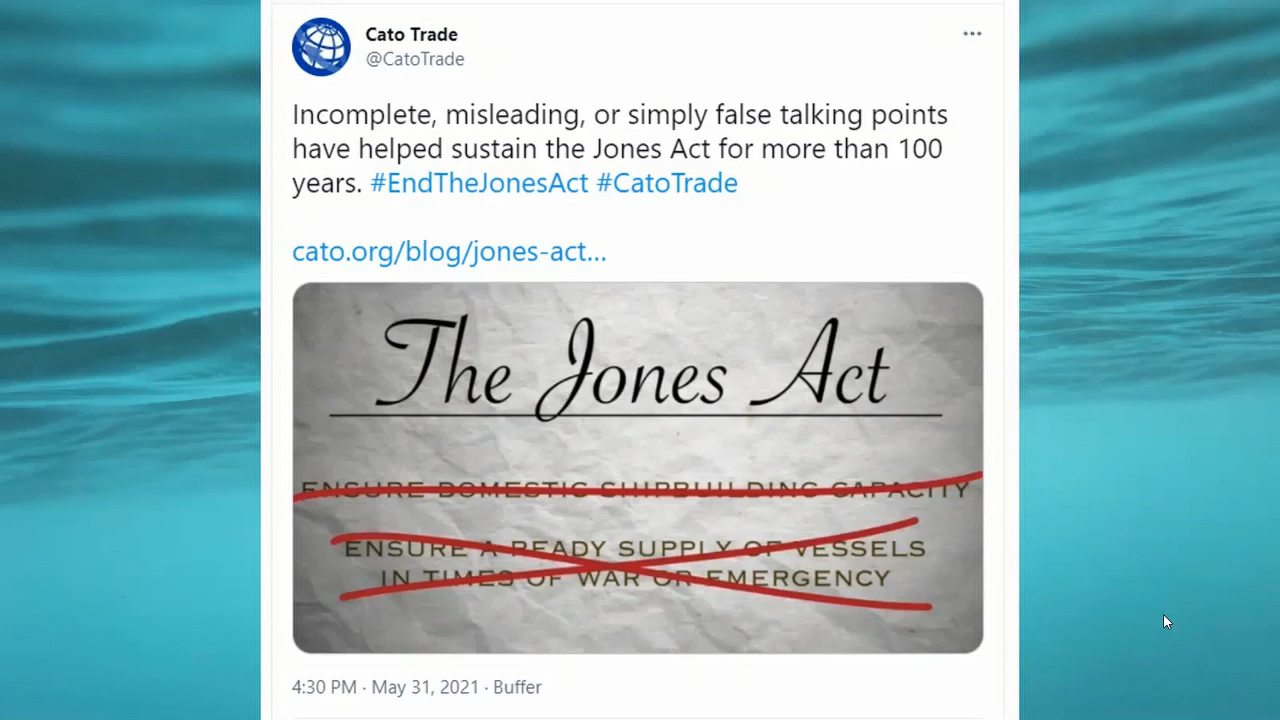 Cato Trade
@CatoTrade
Incomplete, misleading, or simply false talking points
have helped sustain the Jones Act for more than 100
years. #EndTheJonesAct #CatoTrade
cato.org/blog/jones-act...
The Jones Act
ENSURE DOMESTIC SHIPBUILDING CAPACITY
ENSURE A READY SUPPLY OF VESSELS
IN TIMES OF WAR OR EMERGENCY
4:30 PM · May 31, 2021 · Buffer